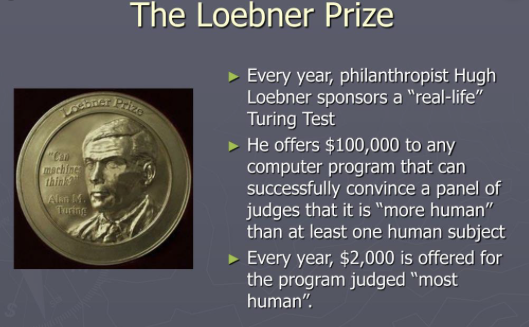 The Loebner Prize
► Every year, philanthropist Hugh
Loebner sponsors a “real-life”
Turing Test
► He offers $100,000 to any
computer program that can
successfully convince a panel of
judges that it is “more human”
than at least one human subject
► Every year, $2,000 is offered for
the program judged “most
human”.
Loebner Prize
"Can
machine
think?"
Alan M.
Turing